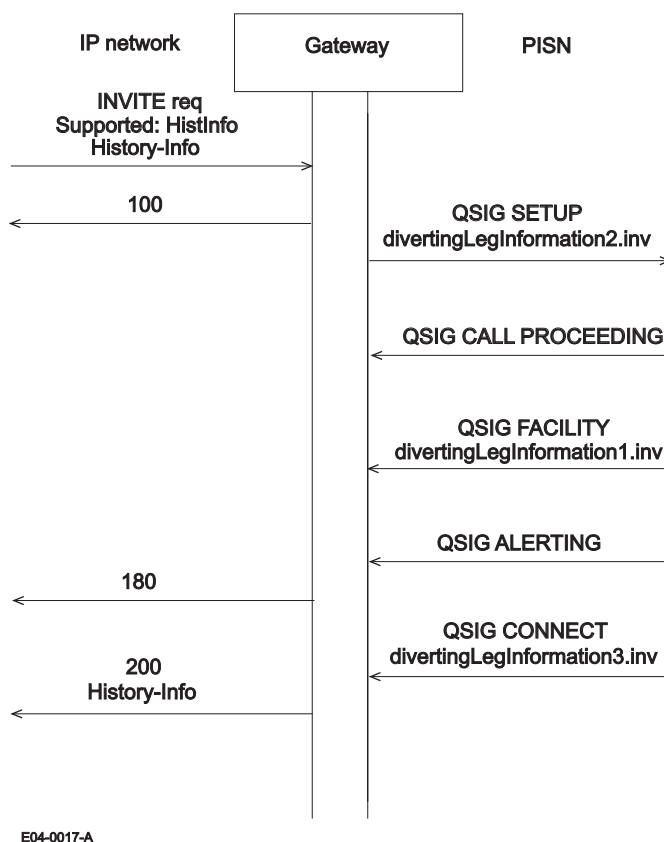 IP network
Gateway
PISN
INVITE req
Supported: HistInfo
History-Info
100
QSIG SETUP
divertingLegInformation2.inv
QSIG CALL PROCEEDING
QSIG FACILITY
divertingLegInformation1.inv
QSIG ALERTING
180
QSIG CONNECT
divertingLegInformation3.inv
200
History-Info
E04-0017-A